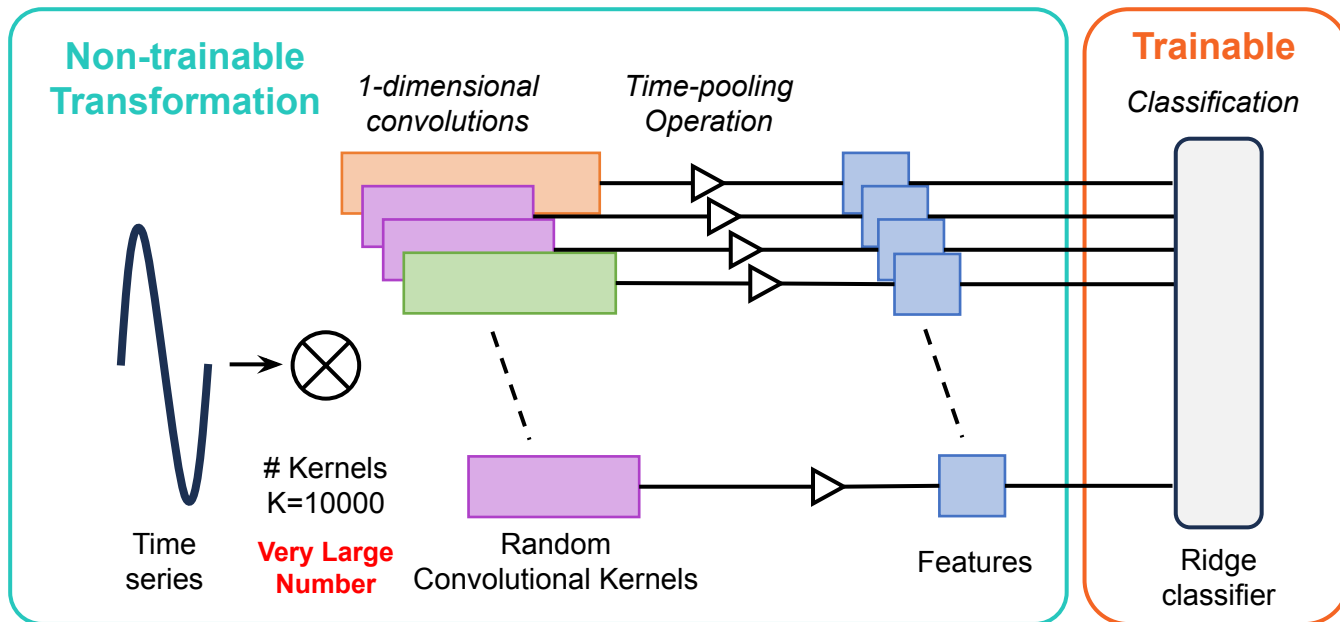 Non-trainable
Transformation
1-dimensional
convolutions
Time-pooling
Operation
Trainable
Classification
# Kernels
K=10000
Very Large
Number
Time
series
Random
Convolutional Kernels
Features
Ridge
classifier